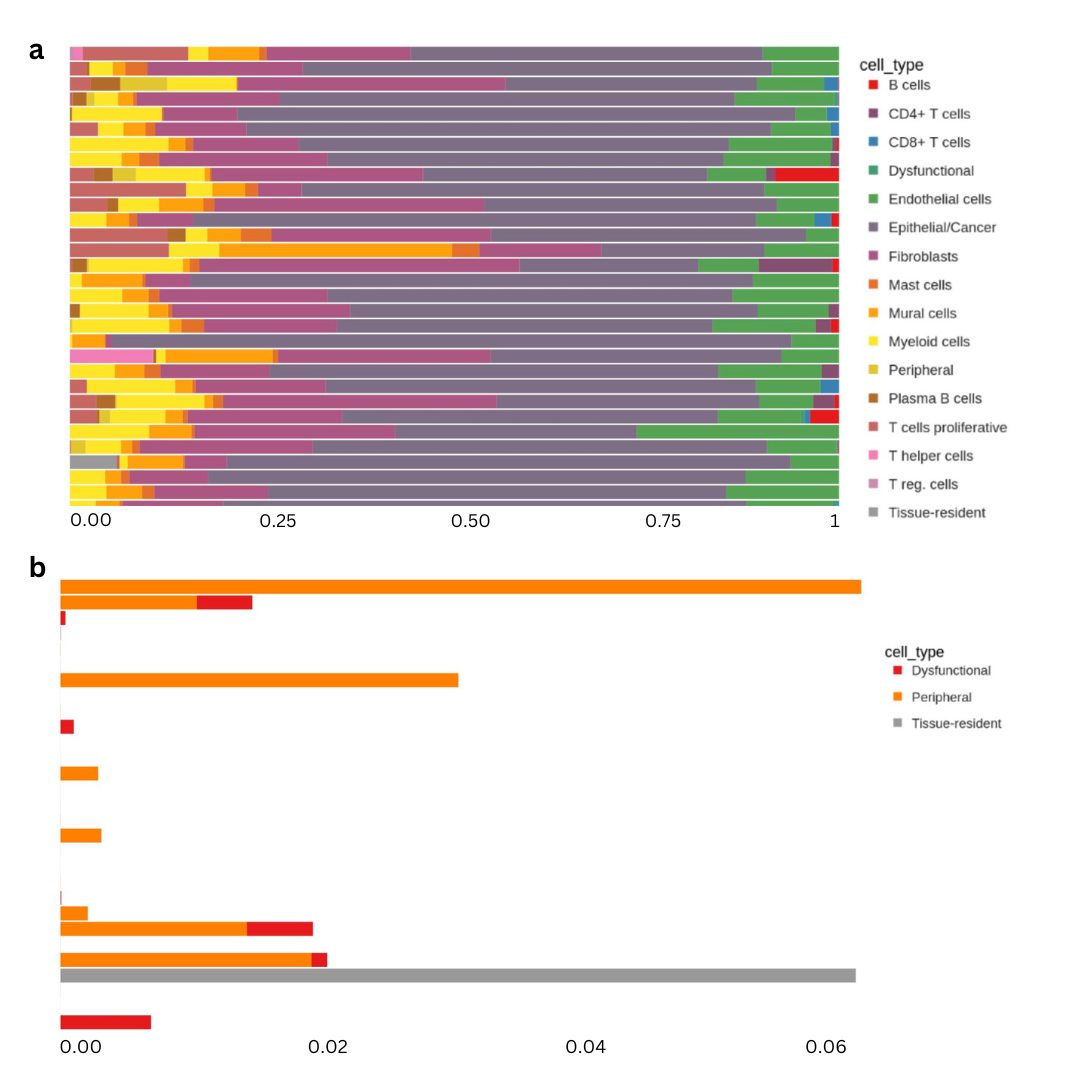 a
cell_type
B cells
CD4+ T cells
CD8+ T cells
Dysfunctional
Endothelial cells
Epithelial/Cancer
Fibroblasts
Mast cells
Mural cells
Myeloid cells
Peripheral
Plasma B cells
T cells proliferative
T helper cells
T reg. cells
Tissue-resident
0.00 0.25 0.50 0.75 1
b
cell_type
Dysfunctional
Peripheral
Tissue-resident
0.00 0.02 0.04 0.06